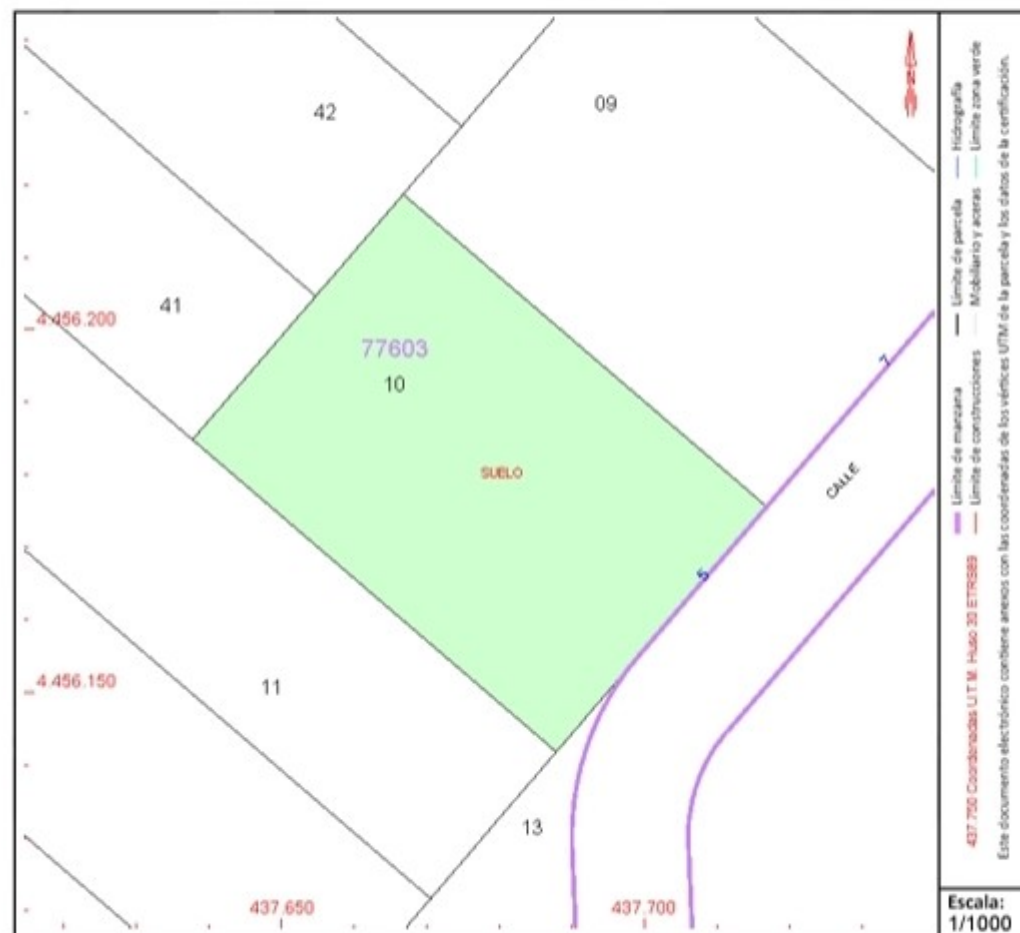 42
09
41
4.456.200
77603
10
SUELO
7
CALLE
5
4.456.150
11
13
437.650
437.700
Hidrografía
Límite zona verde
Límite de parcela
Mobiliario y aceras
Límite de manzana
Límite de construcciones
437.750 Coordenadas U.T.M. Huso 30 ETRS89
Este documento electrónico contiene anexos con las coordenadas de los vértices UTM de la parcela y los datos de la certificación.
Escala:
1/1000